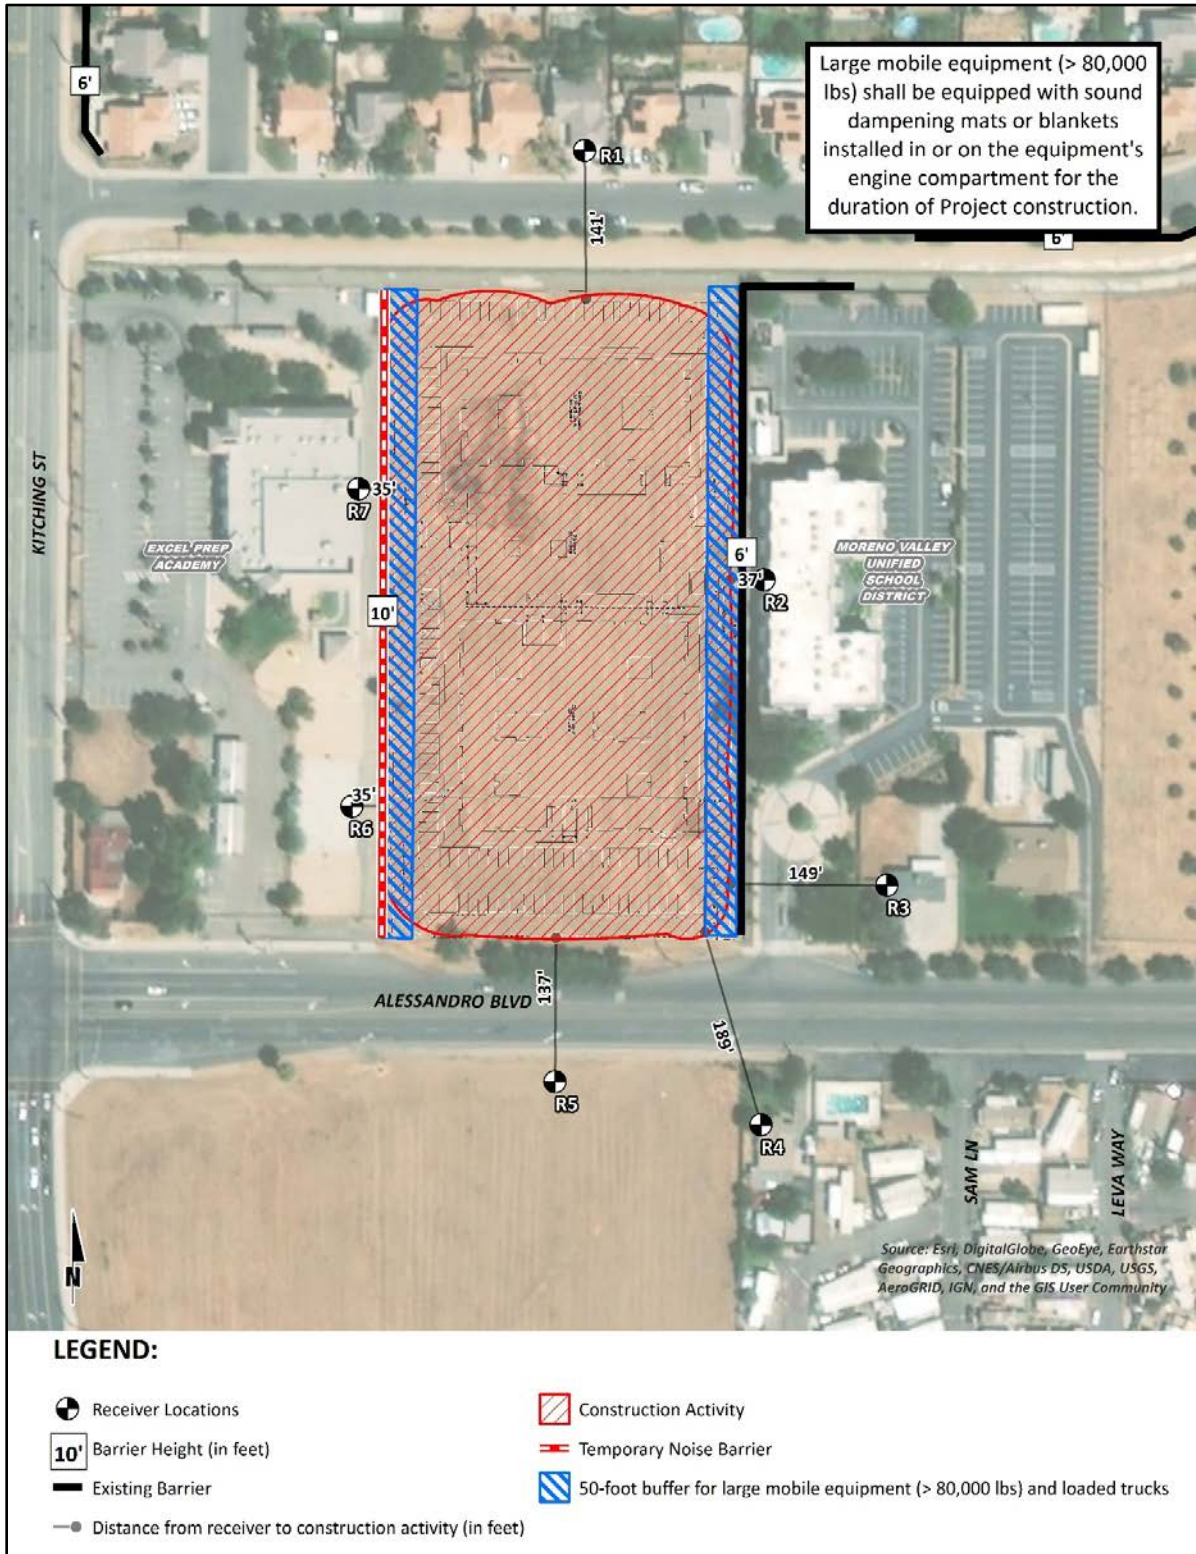 6'
Large mobile equipment (> 80,000
lbs) shall be equipped with sound
dampening mats or blankets
installed in or on the equipment's
engine compartment for the
duration of Project construction.
R1
141'
6'
KITCHING ST
35'
R7
EXCEL PREP
ACADEMY
6'
MORENO VALLEY
UNIFIED
SCHOOL
DISTRICT
37'
R2
10'
35'
R6
149'
R3
ALESSANDRO BLVD
137'
189'
R5
R4
SAM LN
LEVA WAY
N
Source: Esri, DigitalGlobe, GeoEye, Earthstar
Geographics, CNES/Airbus DS, USDA, USGS,
AeroGRID, IGN, and the GIS User Community
LEGEND:
Receiver Locations
10' Barrier Height (in feet)
Existing Barrier
Distance from receiver to construction activity (in feet)
Construction Activity
Temporary Noise Barrier
50-foot buffer for large mobile equipment (> 80,000 lbs) and loaded trucks